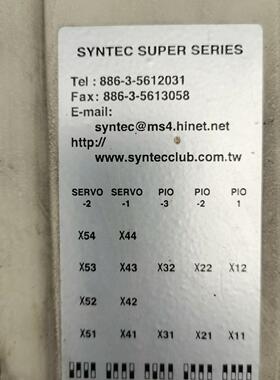 SYNTEC SUPER SERIES
Tel : 886-3-5612031
Fax: 886-3-5613058
E-mail:
syntec@ms4.hinet.net
http://
www.syntecclub.com.tw
SERVO SERVO PIO PIO PIO
-2 -1 -3 -2 1
X54 X44
X53 X43 X32 X22 X12
X52 X42
X51 X41 X31 X21 X11